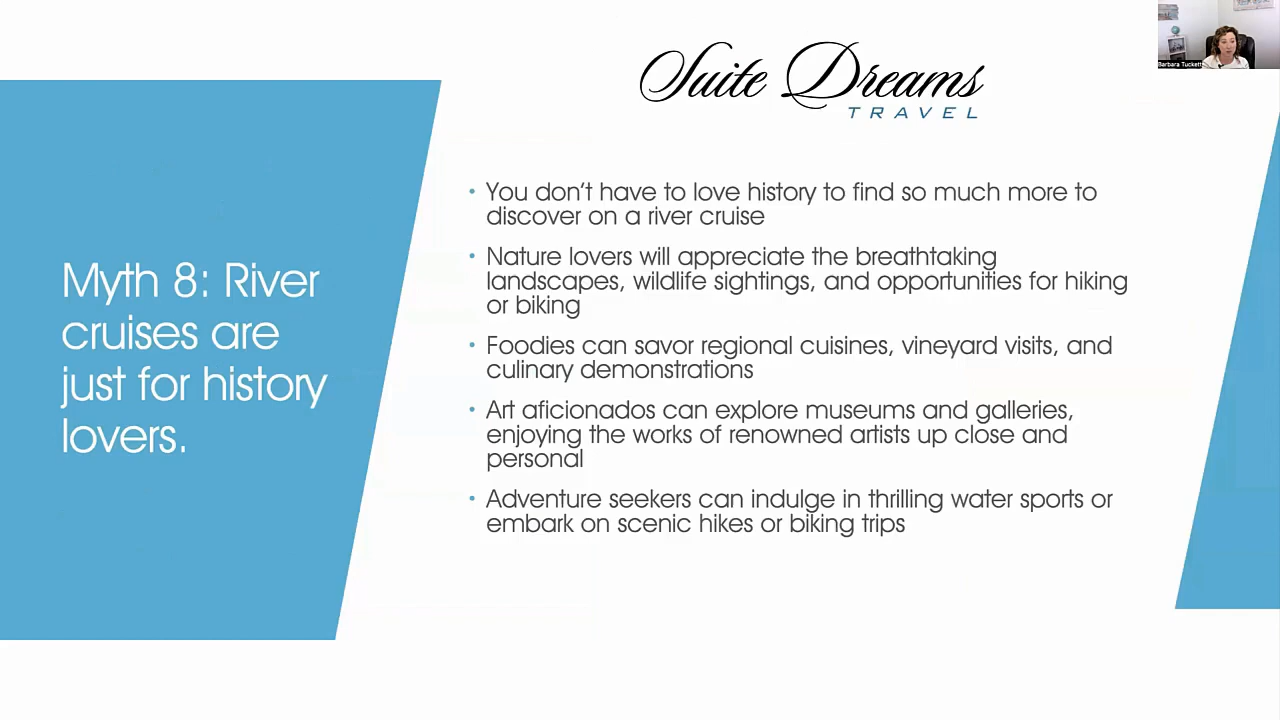 Suite Dreams
TRAVEL
Barbara Tuckett
Myth 8: River
cruises are
just for history
lovers.
• You don't have to love history to find so much more to
discover on a river cruise
• Nature lovers will appreciate the breathtaking
landscapes, wildlife sightings, and opportunities for hiking
or biking
• Foodies can savor regional cuisines, vineyard visits, and
culinary demonstrations
• Art aficionados can explore museums and galleries,
enjoying the works of renowned artists up close and
personal
• Adventure seekers can indulge in thrilling water sports or
embark on scenic hikes or biking trips